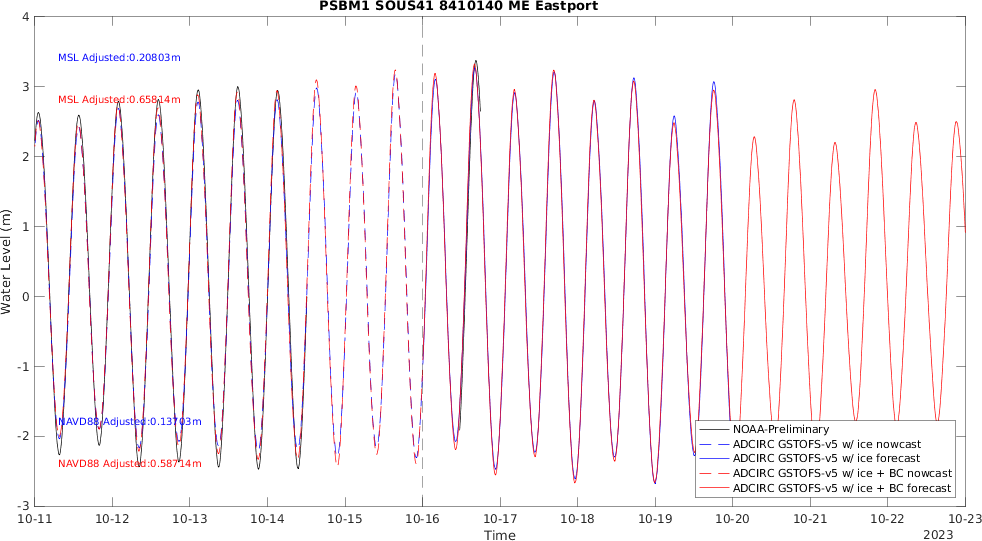 PSBM1 SOUS41 8410140 ME Eastport
4
3
2
1
0
-1
-2
-3
Water Level (m)
MSL Adjusted:0.20803m
MSL Adjusted:0.65814m
NAVD88 Adjusted:0.13703m
NAVD88 Adjusted:0.58714m
NOAA-Preliminary
ADCIRC GSTOFS-v5 w/ ice nowcast
ADCIRC GSTOFS-v5 w/ ice forecast
ADCIRC GSTOFS-v5 w/ ice + BC nowcast
ADCIRC GSTOFS-v5 w/ ice + BC forecast
10-11 10-12 10-13 10-14 10-15 10-16 10-17 10-18 10-19 10-20 10-21 10-22 10-23
Time
2023